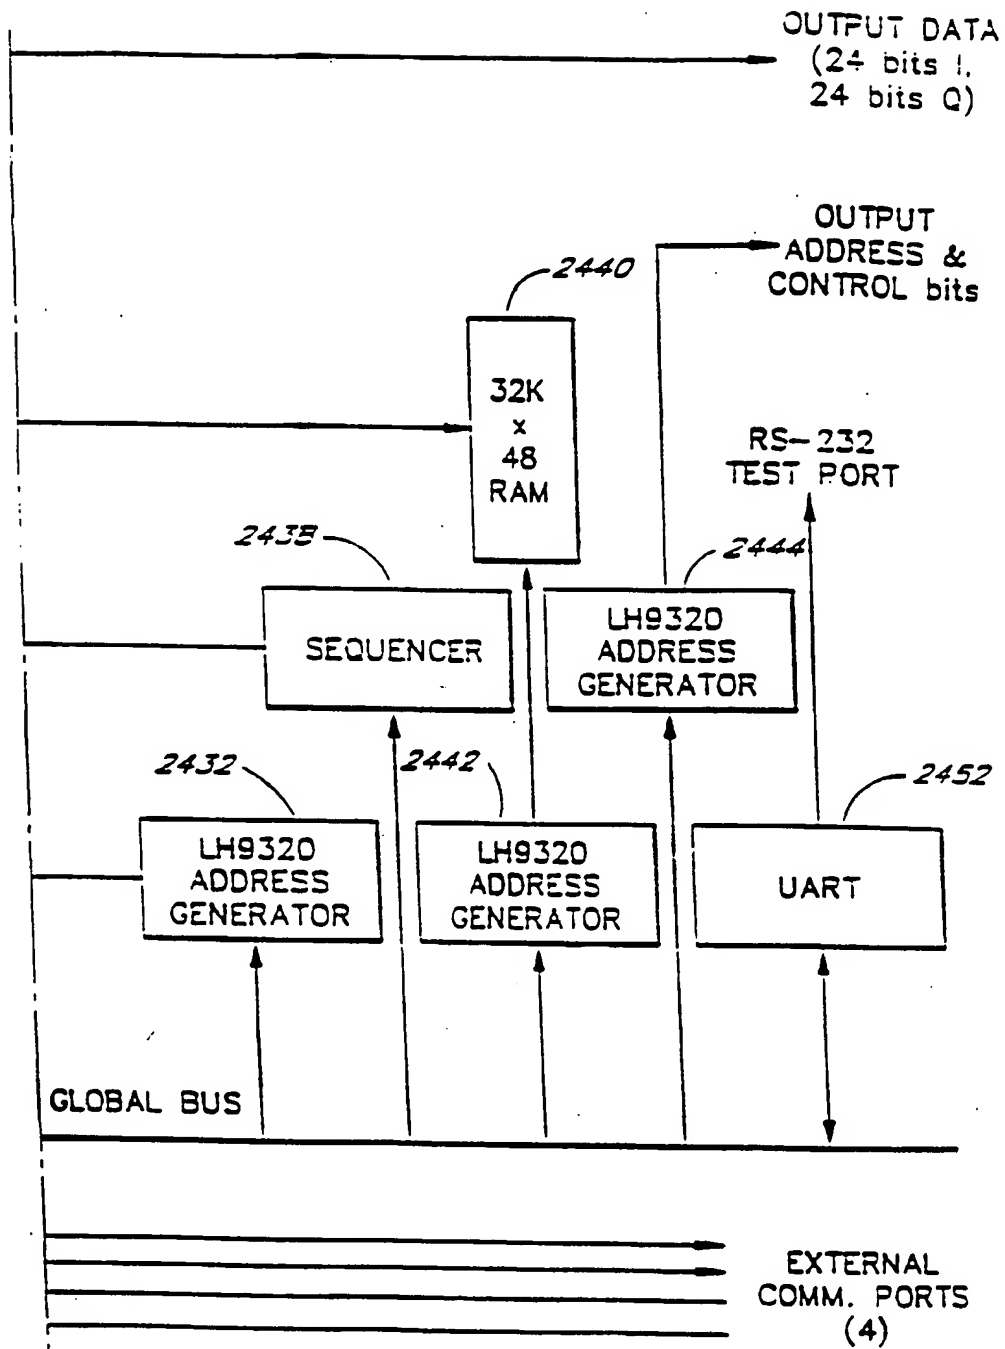 OUTPUT DATA
(24 bits I,
24 bits Q)
OUTPUT
ADDRESS &
CONTROL bits
2440
32K
x
48
RAM
RS-232
TEST PORT
2438
2444
SEQUENCER
LH9320
ADDRESS
GENERATOR
2432
2442
2452
LH9320
ADDRESS
GENERATOR
LH9320
ADDRESS
GENERATOR
UART
GLOBAL BUS
EXTERNAL
COMM. PORTS
(4)